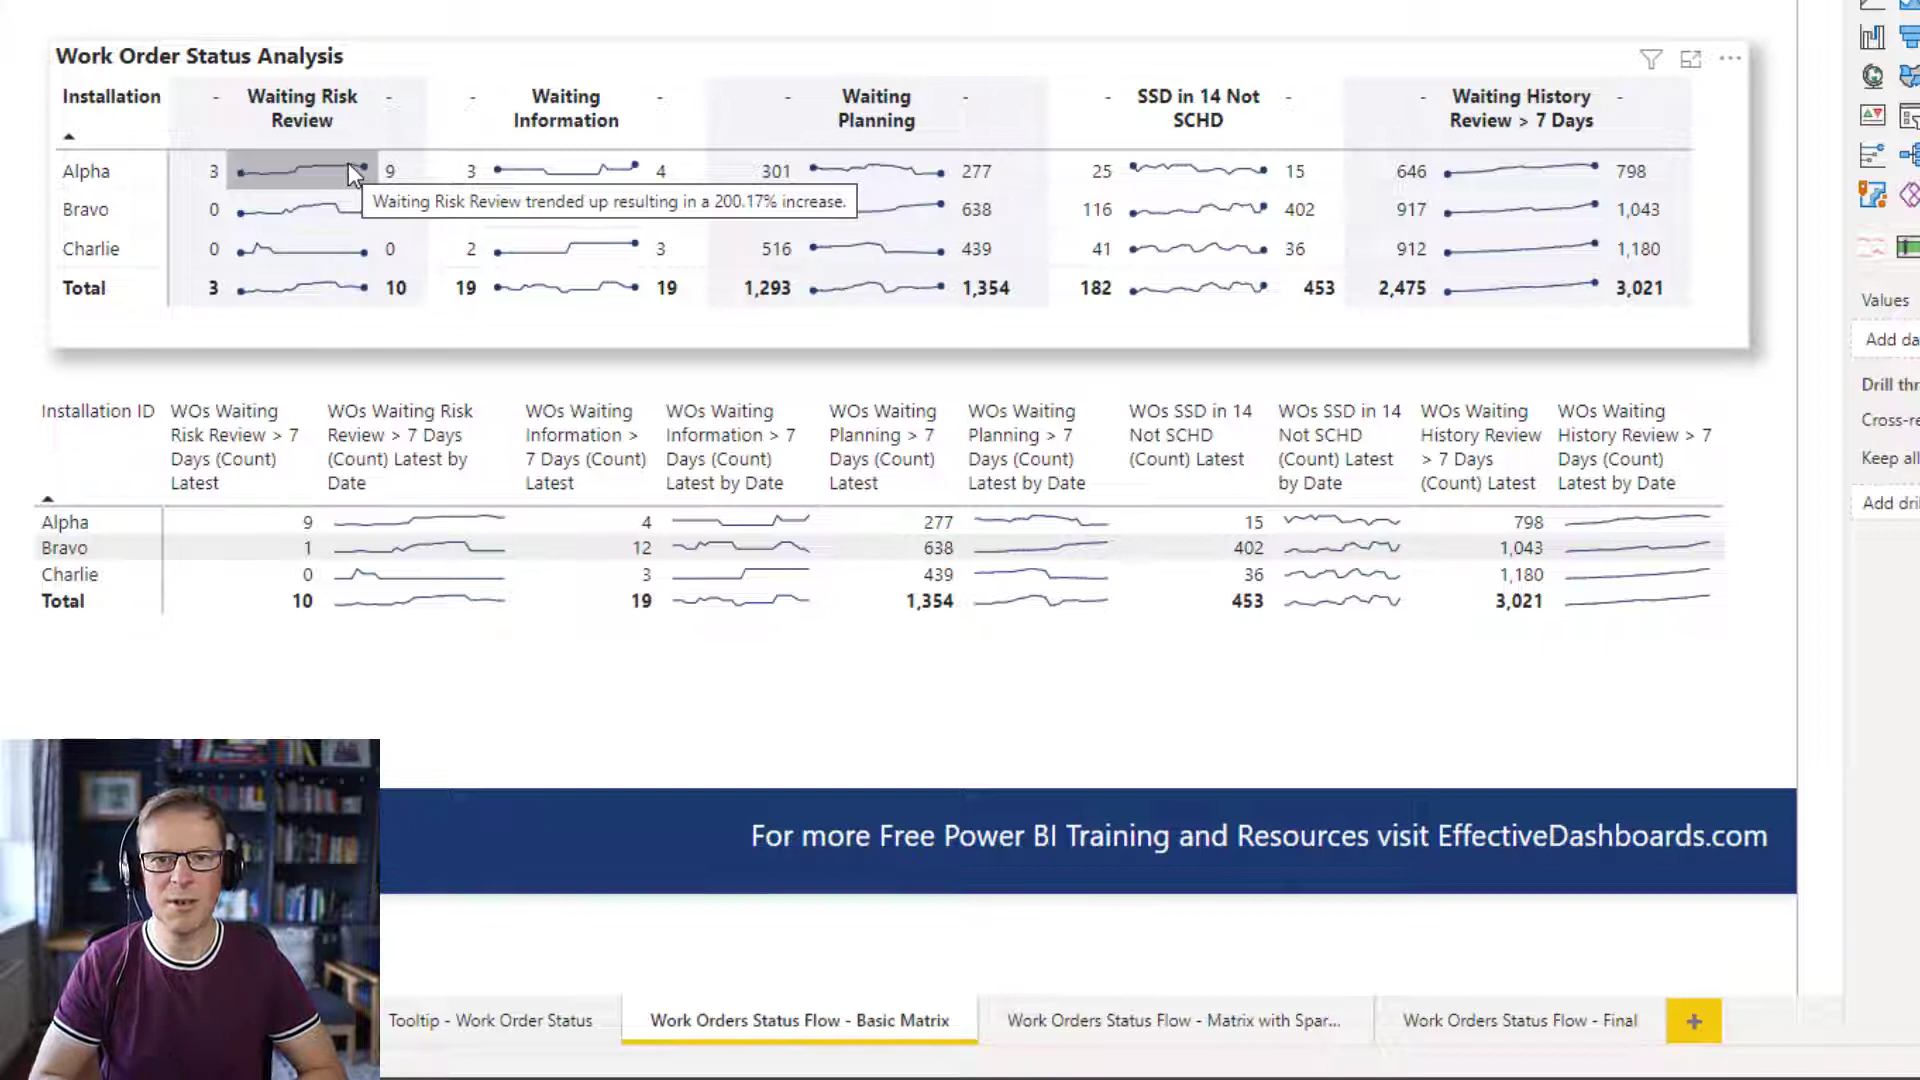 Work Order Status Analysis
Installation - Waiting Risk Review - - Waiting Information - - Waiting Planning - - SSD in 14 Not SCHD - - Waiting History Review > 7 Days -
Alpha 3 9 3 4 301 277 25 15 646 798
Waiting Risk Review trended up resulting in a 200.17% increase.
Bravo 0 638 116 402 917 1,043
Charlie 0 0 2 3 516 439 41 36 912 1,180
Total 3 10 19 19 1,293 1,354 182 453 2,475 3,021
Installation ID
WOs Waiting Risk Review > 7 Days (Count) Latest
WOs Waiting Risk Review > 7 Days (Count) Latest by Date
WOs Waiting Information > 7 Days (Count) Latest
WOs Waiting Information > 7 Days (Count) Latest by Date
WOs Waiting Planning > 7 Days (Count) Latest
WOs Waiting Planning > 7 Days (Count) Latest by Date
WOs SSD in 14 Not SCHD (Count) Latest
WOs SSD in 14 Not SCHD (Count) Latest by Date
WOs Waiting History Review > 7 Days (Count) Latest
WOs Waiting History Review > 7 Days (Count) Latest by Date
Alpha 9 4 277 15 798
Bravo 1 12 638 402 1,043
Charlie 0 3 439 36 1,180
Total 10 19 1,354 453 3,021
Values
Add da
Drill thr
Cross-re
Keep all
Add dri
For more Free Power BI Training and Resources visit EffectiveDashboards.com
Tooltip - Work Order Status
Work Orders Status Flow - Basic Matrix
Work Orders Status Flow - Matrix with Spar...
Work Orders Status Flow - Final
+